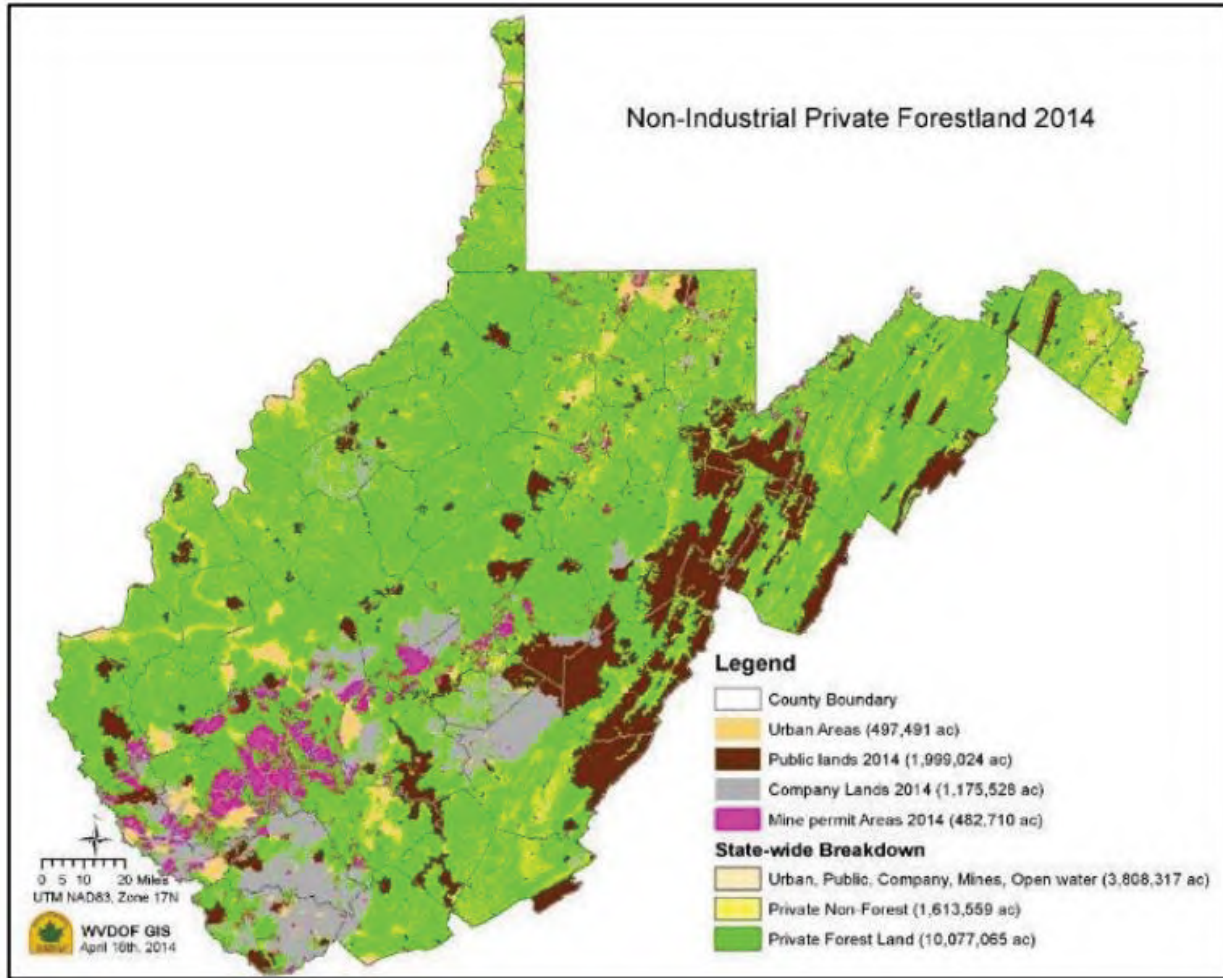 Non-Industrial Private Forestland 2014
Legend
County Boundary
Urban Areas (497,491 ac)
Public lands 2014 (1,999,024 ac)
Company Lands 2014 (1,175,528 ac)
Mine permit Areas 2014 (482,710 ac)
State-wide Breakdown
Urban, Public, Company, Mines, Open water (3,808,317 ac)
Private Non-Forest (1,613,559 ac)
Private Forest Land (10,077,065 ac)
0 5 10 20 Miles
UTM NAD83, Zone 17N
WVDOF GIS
April 16th, 2014